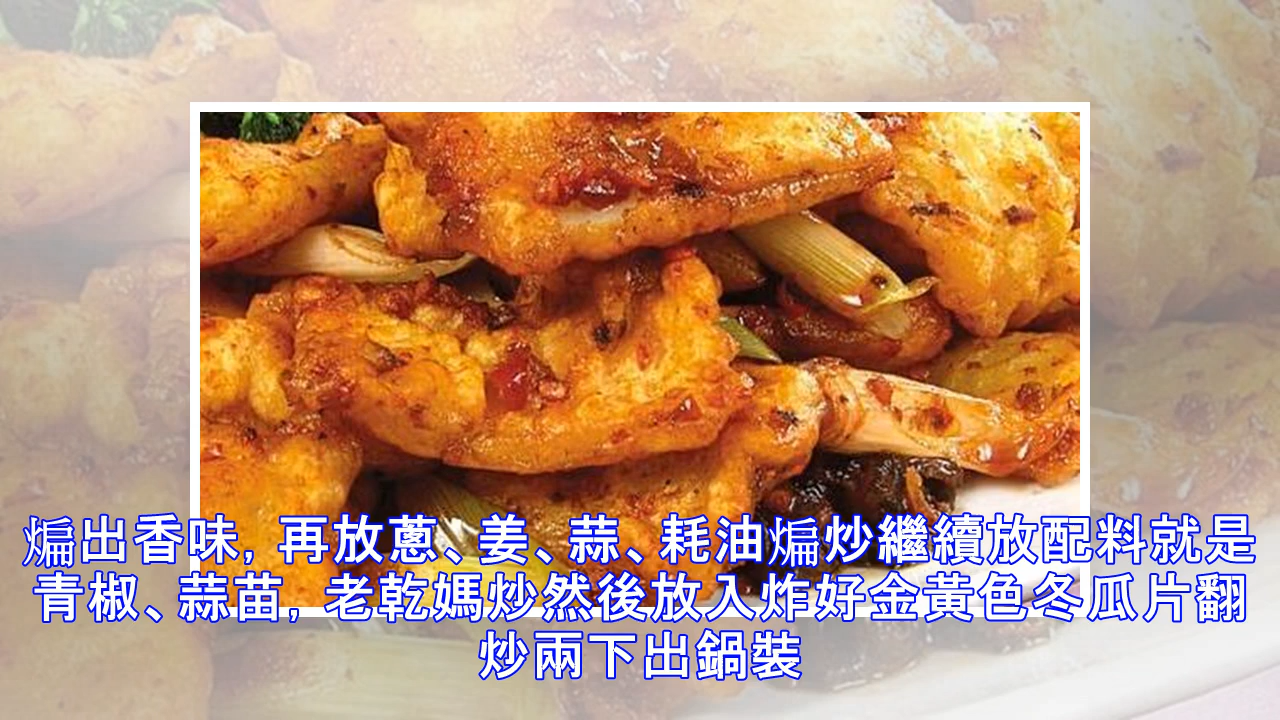 煸出香味, 再放蔥、姜、蒜、耗油煸炒繼續放配料就是
青椒、蒜苗, 老乾媽炒然後放入炸好金黃色冬瓜片翻
炒兩下出鍋裝